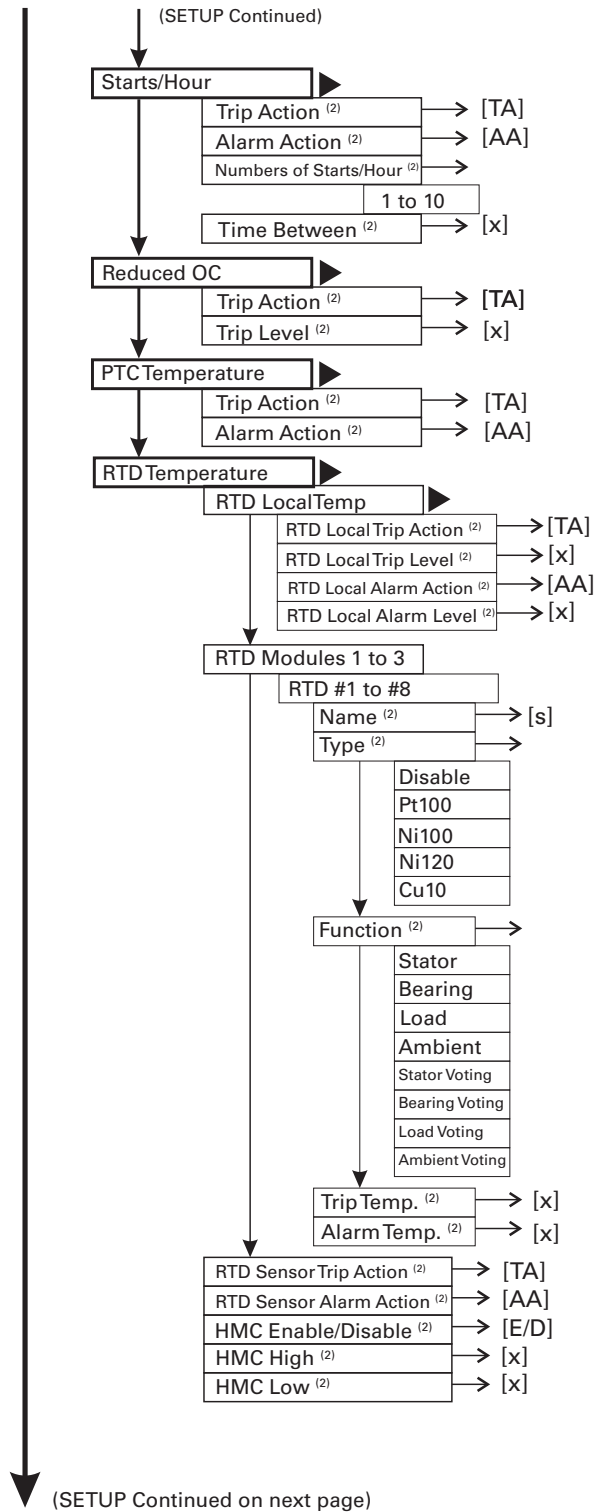 (SETUP Continued)
Starts/Hour
Trip Action (2) [TA]
Alarm Action (2) [AA]
Numbers of Starts/Hour (2)
1 to 10
Time Between (2) [x]
Reduced OC
Trip Action (2) [TA]
Trip Level (2) [x]
PTC Temperature
Trip Action (2) [TA]
Alarm Action (2) [AA]
RTD Temperature
RTD Local Temp
RTD Local Trip Action (2) [TA]
RTD Local Trip Level (2) [x]
RTD Local Alarm Action (2) [AA]
RTD Local Alarm Level (2) [x]
RTD Modules 1 to 3
RTD #1 to #8
Name (2) [s]
Type (2)
Disable
Pt100
Ni100
Ni120
Cu10
Function (2)
Stator
Bearing
Load
Ambient
Stator Voting
Bearing Voting
Load Voting
Ambient Voting
Trip Temp. (2) [x]
Alarm Temp. (2) [x]
RTD Sensor Trip Action (2) [TA]
RTD Sensor Alarm Action (2) [AA]
HMC Enable/Disable (2) [E/D]
HMC High (2) [x]
HMC Low (2) [x]
(SETUP Continued on next page)